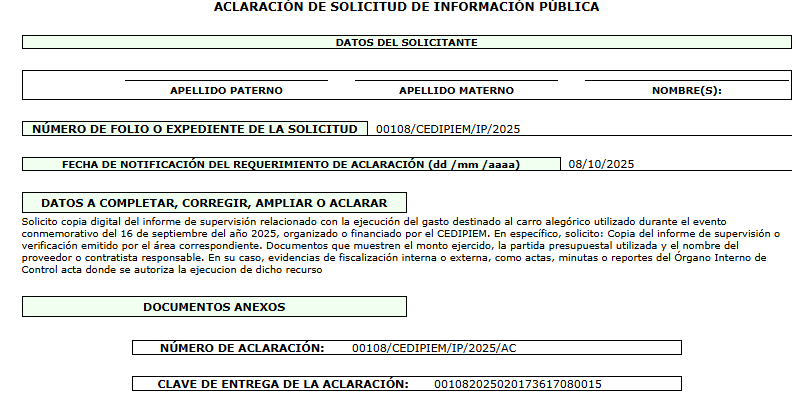 ACLARACIÓN DE SOLICITUD DE INFORMACIÓN PÚBLICA
DATOS DEL SOLICITANTE
APELLIDO PATERNO APELLIDO MATERNO NOMBRE(S):
NÚMERO DE FOLIO O EXPEDIENTE DE LA SOLICITUD 00108/CEDIPIEM/IP/2025
FECHA DE NOTIFICACIÓN DEL REQUERIMIENTO DE ACLARACIÓN (dd /mm /aaaa) 08/10/2025
DATOS A COMPLETAR, CORREGIR, AMPLIAR O ACLARAR
Solicito copia digital del informe de supervisión relacionado con la ejecución del gasto destinado al carro alegórico utilizado durante el evento
conmemorativo del 16 de septiembre del año 2025, organizado o financiado por el CEDIPIEM. En específico, solicito: Copia del informe de supervisión o
verificación emitido por el área correspondiente. Documentos que muestren el monto ejercido, la partida presupuestal utilizada y el nombre del
proveedor o contratista responsable. En su caso, evidencias de fiscalización interna o externa, como actas, minutas o reportes del Órgano Interno de
Control acta donde se autoriza la ejecucion de dicho recurso
DOCUMENTOS ANEXOS
NÚMERO DE ACLARACIÓN: 00108/CEDIPIEM/IP/2025/AC
CLAVE DE ENTREGA DE LA ACLARACIÓN: 001082025020173617080015